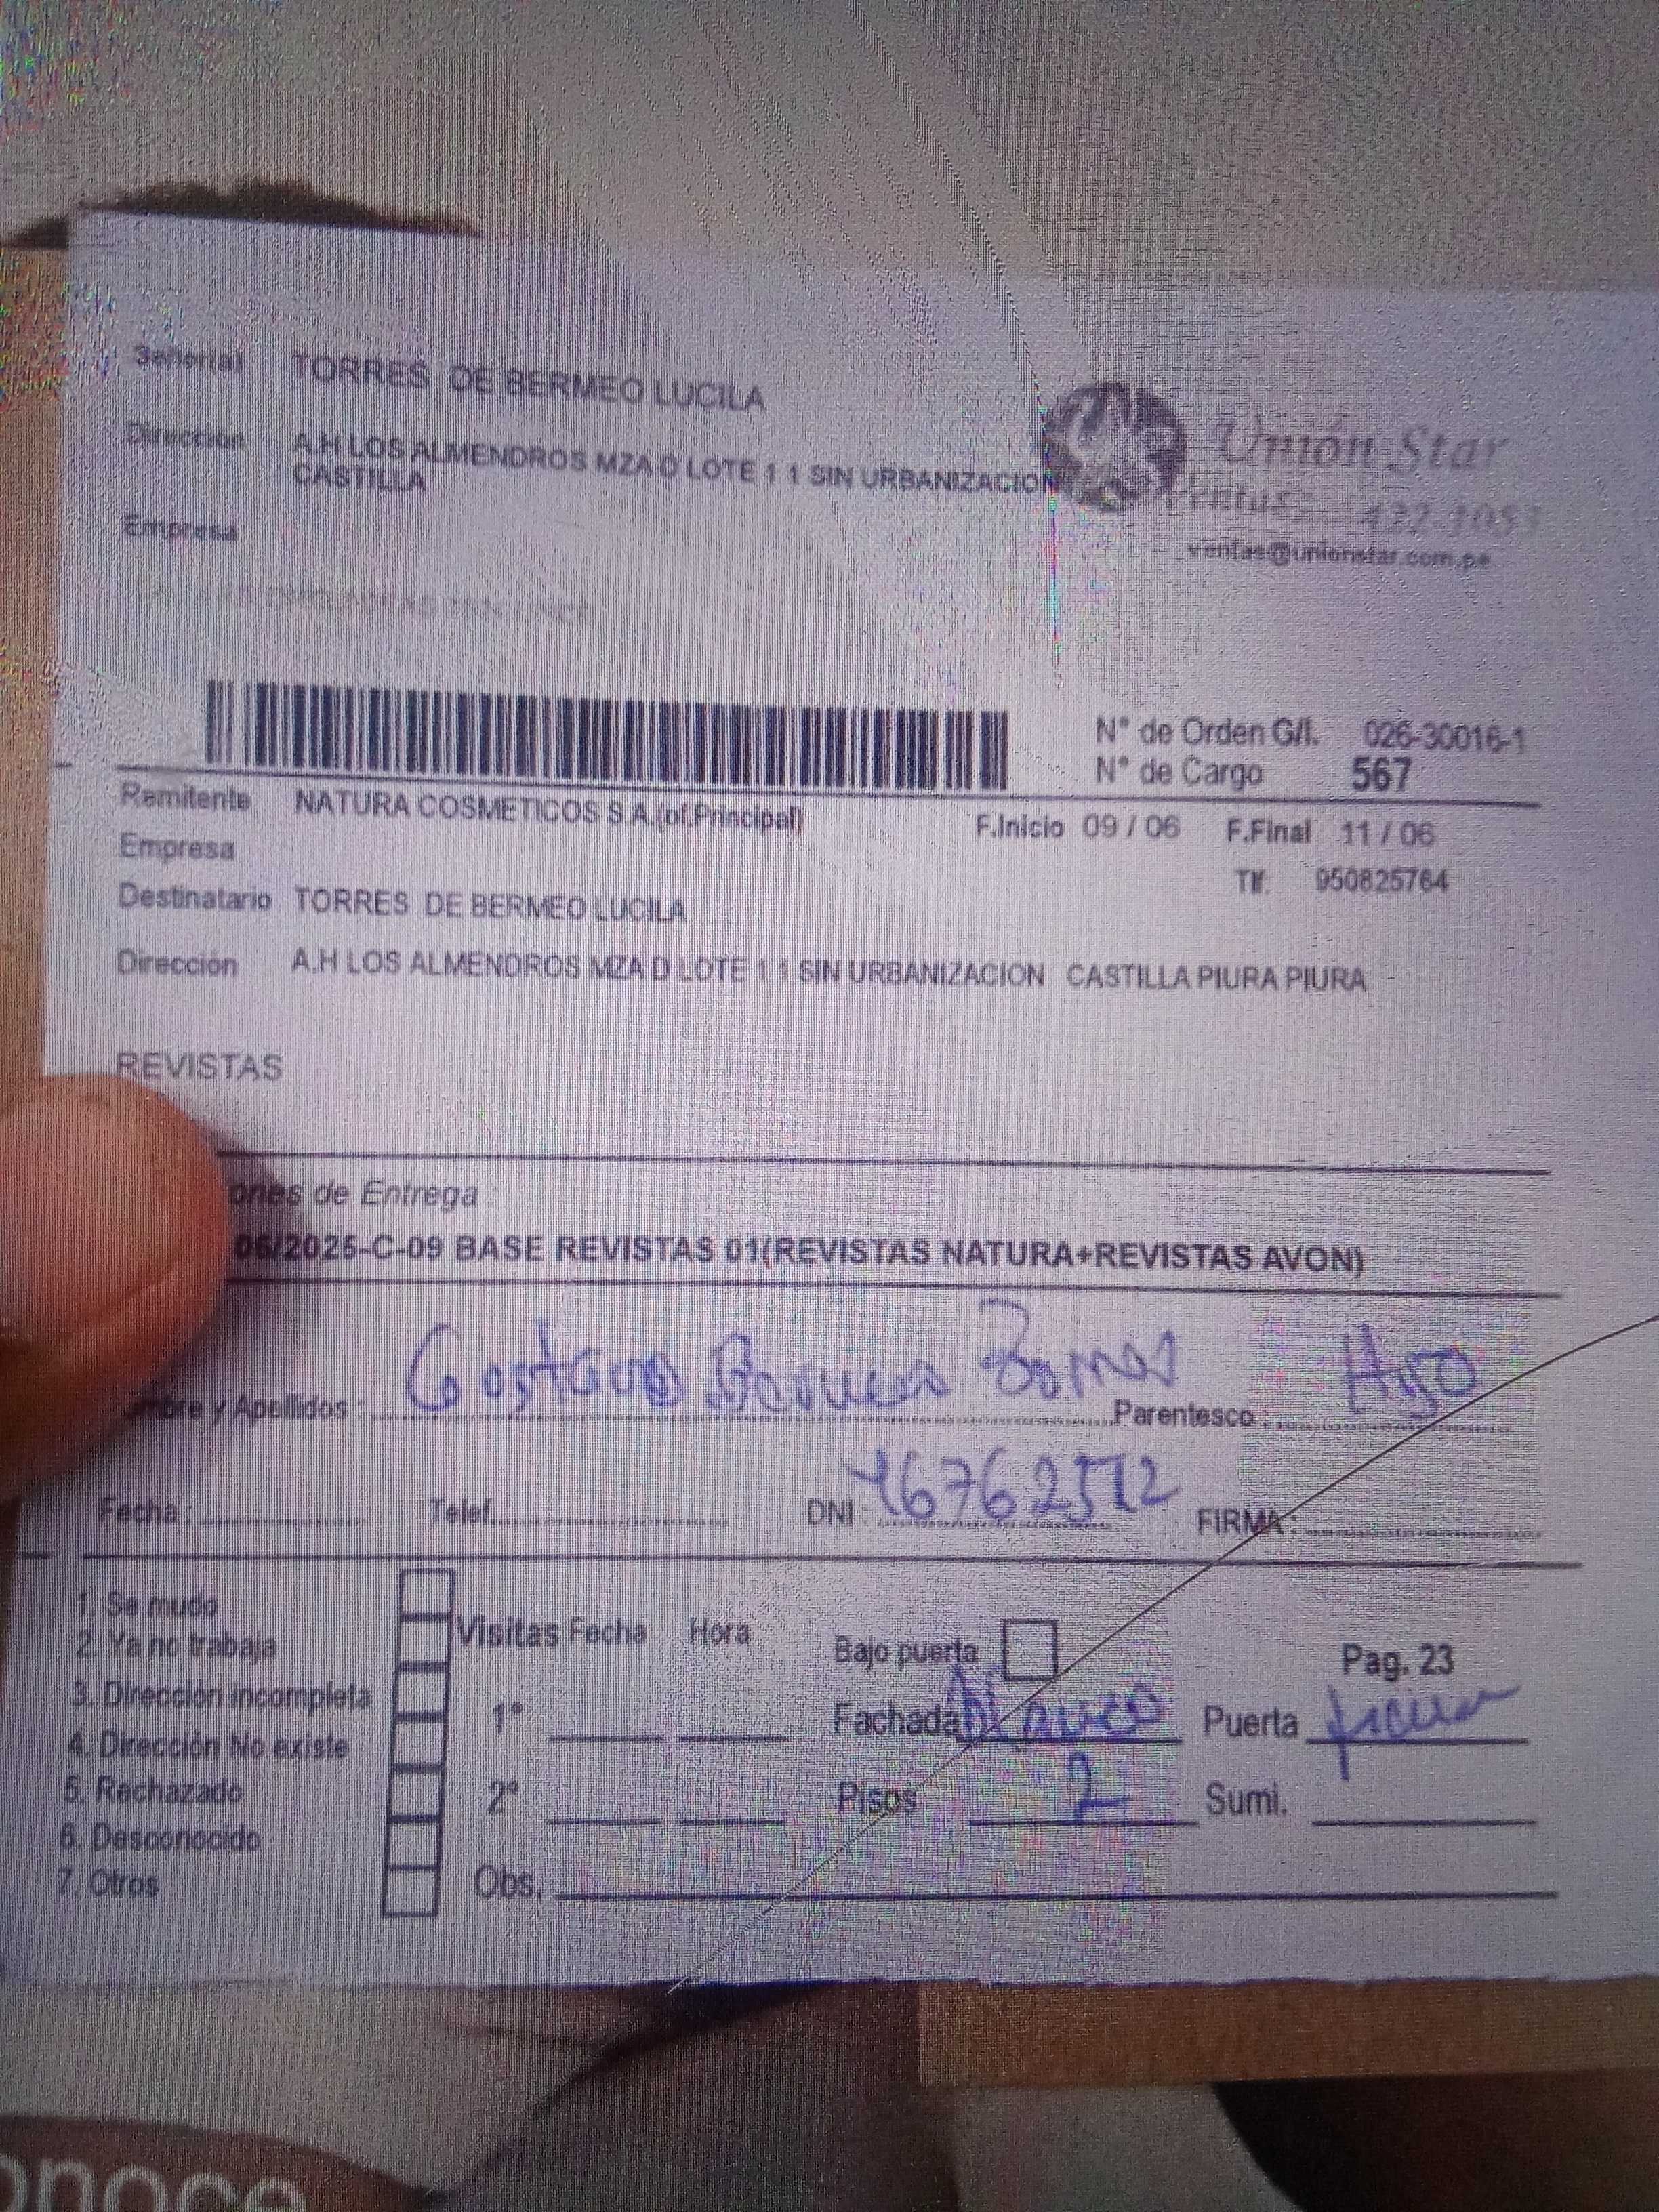 Señor(a) TORRES DE BERMEO LUCILA
Dirección A.H LOS ALMENDROS MZA D LOTE 1 1 SIN URBANIZACION
CASTILLA
Unión Star
Ventas:
ventas@unionstar.com.pe
Empresa
N° de Orden G/I. 026-30016-1
N° de Cargo 567
Remitente NATURA COSMETICOS S.A.(of.Principal) F.Inicio 09 / 06 F.Final 11 / 06
Empresa
Tlf. 950825764
Destinatario TORRES DE BERMEO LUCILA
Dirección A.H LOS ALMENDROS MZA D LOTE 1 1 SIN URBANIZACION CASTILLA PIURA PIURA
REVISTAS
ones de Entrega :
06/2025-C-09 BASE REVISTAS 01(REVISTAS NATURA+REVISTAS AVON)
mbre y Apellidos : Parentesco : Hijo
Fecha : Telef. DNI : FIRMA :
1. Se mudo
2. Ya no trabaja
3. Dirección incompleta
4. Dirección No existe
5. Rechazado
6. Desconocido
7. Otros
Visitas Fecha Hora
1°
2°
Obs.
Bajo puerta
Pag. 23
Fachada blanco Puerta
Pisos 2 Sumi.
onoce